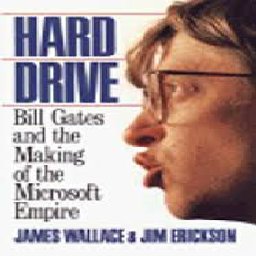 HARD
DRIVE
Bill Gates
and the
Making
of the
Microsoft
Empire
JAMES WALLACE & JIM ERICKSON